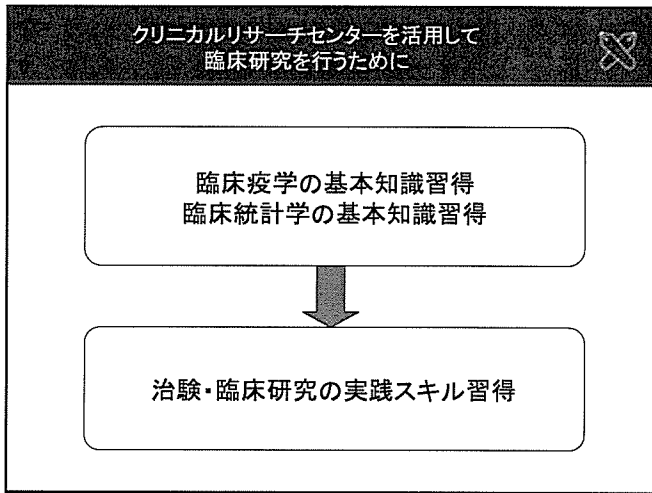 クリニカルリサーチセンターを活用して
臨床研究を行うために
臨床疫学の基本知識習得
臨床統計学の基本知識習得
治験・臨床研究の実践スキル習得